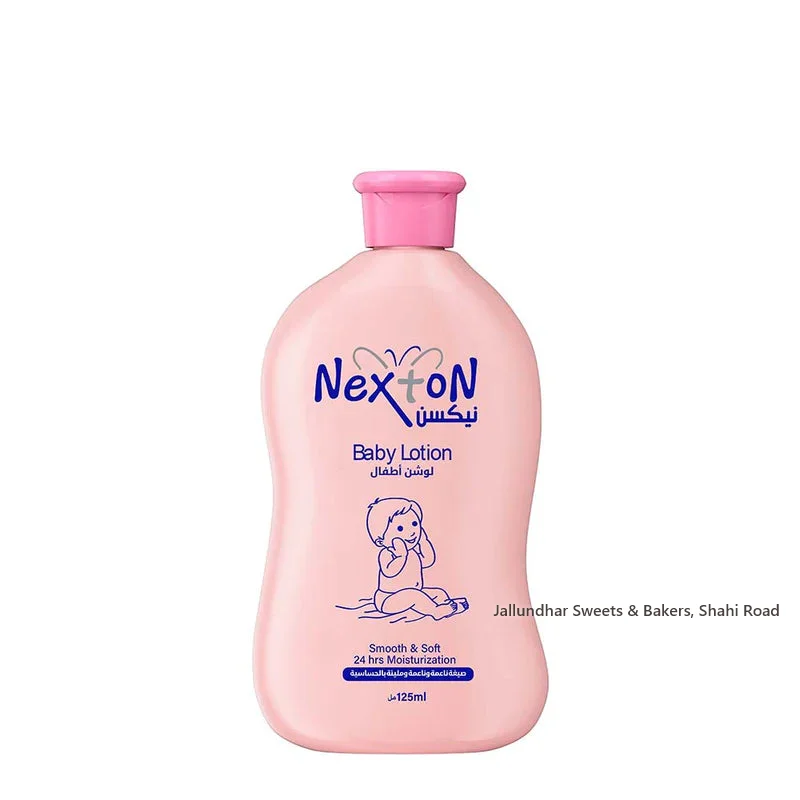 NextoN
نيكسن
Baby Lotion
لوشن أطفال
Jallundhar Sweets & Bakers, Shahi Road
Smooth & Soft
24 hrs Moisturization
صيغة ناعمة وناعمة ومليئة بالحساسية
125ml مل